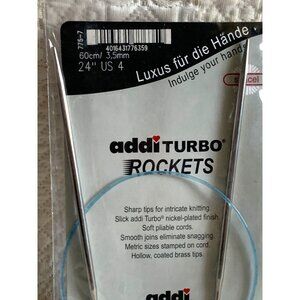 775-7
4016431776359
60cm/ 3,5mm
24" US 4
Luxus für die Hände
Indulge your hands
addi TURBO®
ROCKETS
Sharp tips for intricate knitting.
Slick addi Turbo® nickel-plated finish.
Soft pliable cords.
Smooth joins eliminate snagging.
Metric sizes stamped on cord.
Hollow, coated brass tips.
addi